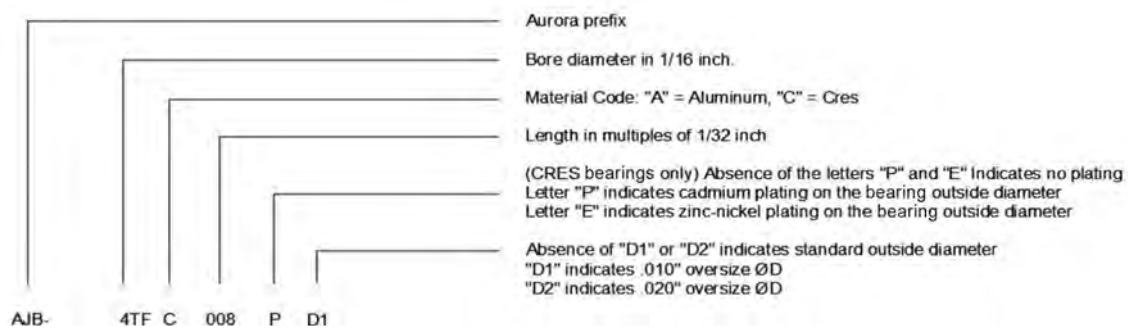 Aurora prefix
Bore diameter in 1/16 inch.
Material Code: "A" = Aluminum, "C" = Cres
Length in multiples of 1/32 inch
(CRES bearings only) Absence of the letters "P" and "E" Indicates no plating
Letter "P" indicates cadmium plating on the bearing outside diameter
Letter "E" indicates zinc-nickel plating on the bearing outside diameter
Absence of "D1" or "D2" indicates standard outside diameter
"D1" indicates .010" oversize ØD
"D2" indicates .020" oversize ØD
AJB- 4TF C 008 P D1